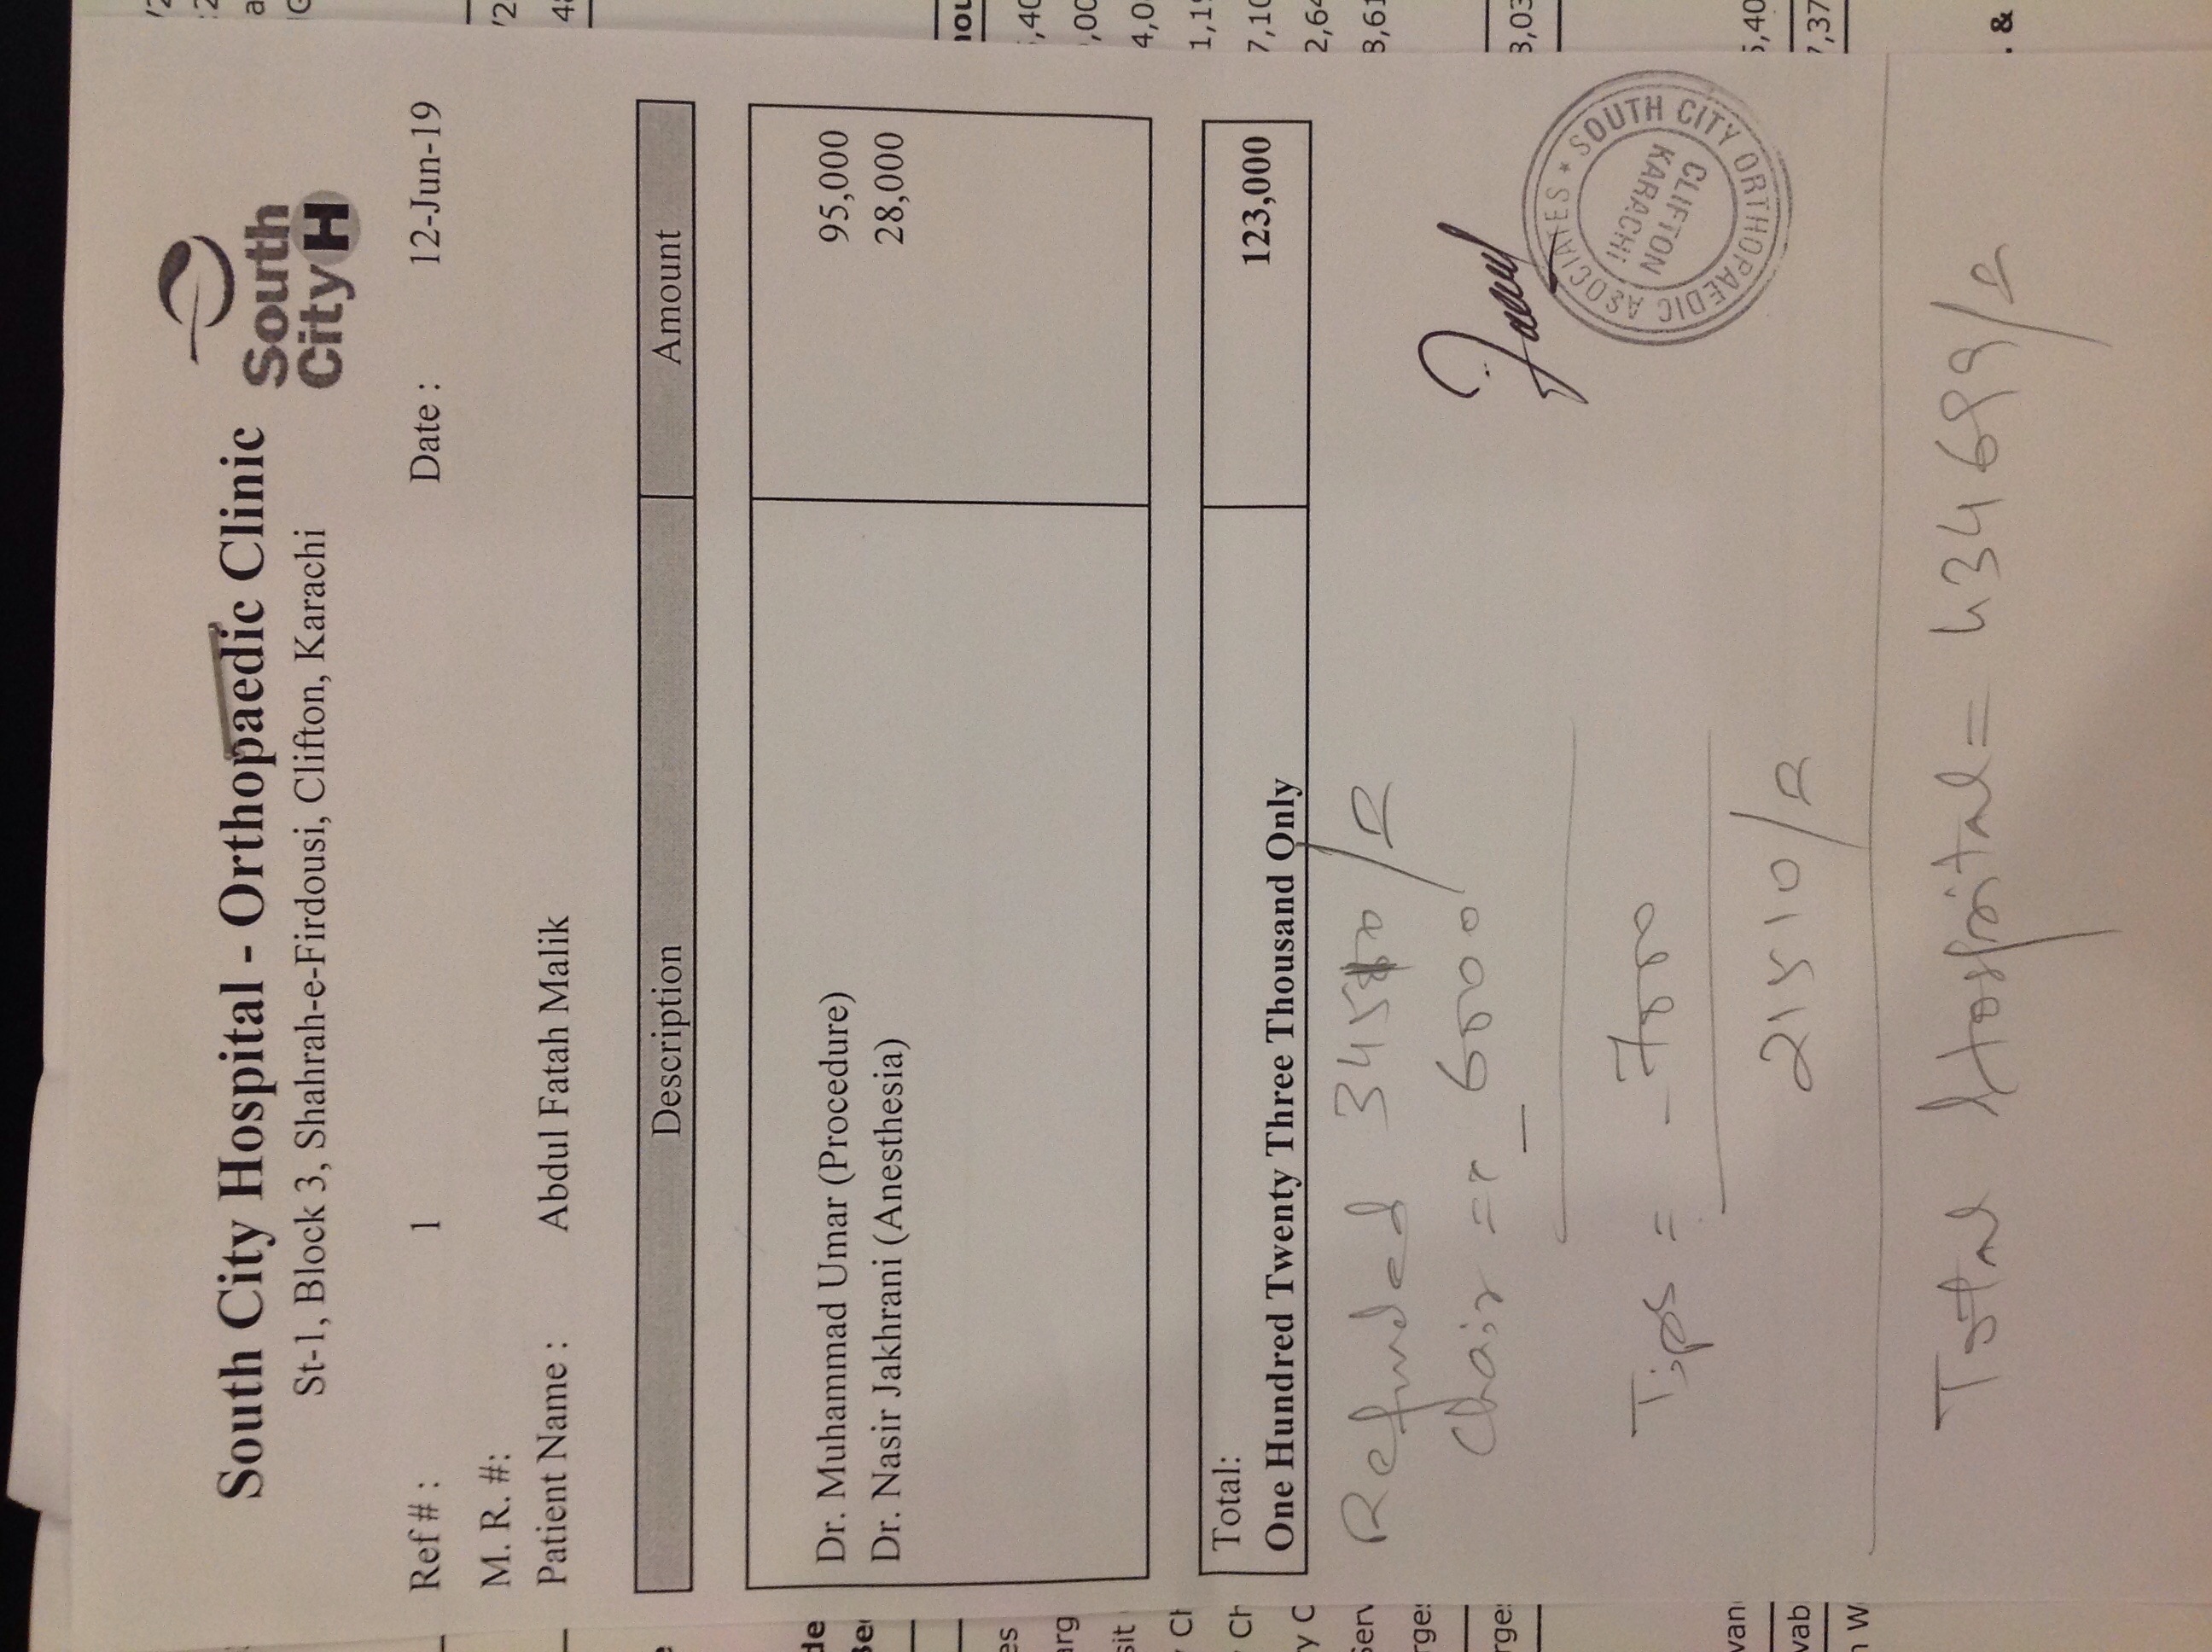 South City Hospital - Orthopaedic Clinic
St-1, Block 3, Shahrah-e-Firdousi, Clifton, Karachi
South
City H
Ref # : 1 Date : 12-Jun-19
M. R. #:
Patient Name : Abdul Fatah Malik
Description Amount
Dr. Muhammad Umar (Procedure) 95,000
Dr. Nasir Jakhrani (Anesthesia) 28,000
Total:
One Hundred Twenty Three Thousand Only 123,000
Refunded
Chair = 6000
Tips = - 7000
21510/=
Total Hospital = 434699/=
SOUTH CITY ORTHOPAEDIC ASOCIATES *
CLIFTON
KARACHI